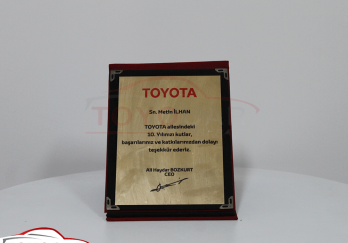 TOYOTA
Sn. Metin İLHAN
TOYOTA ailesindeki
10. Yılınızı kutlar,
başarılarınız ve katkılarınızdan dolayı
teşekkür ederiz.
Ali Haydar BOZKURT
CEO